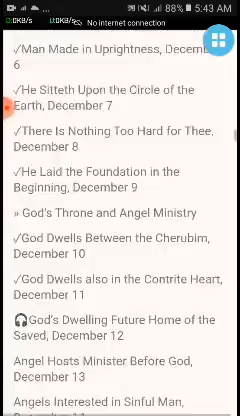 0:0KB/s U:0KB/s No internet connection 88% 5:43 AM
√Man Made in Uprightness, Decemb
6
√He Sitteth Upon the Circle of the
Earth, December 7
√There Is Nothing Too Hard for Thee,
December 8
√He Laid the Foundation in the
Beginning, December 9
» God's Throne and Angel Ministry
√God Dwells Between the Cherubim,
December 10
√God Dwells also in the Contrite Heart,
December 11
🎧God's Dwelling Future Home of the
Saved, December 12
Angel Hosts Minister Before God,
December 13
Angels Interested in Sinful Man,